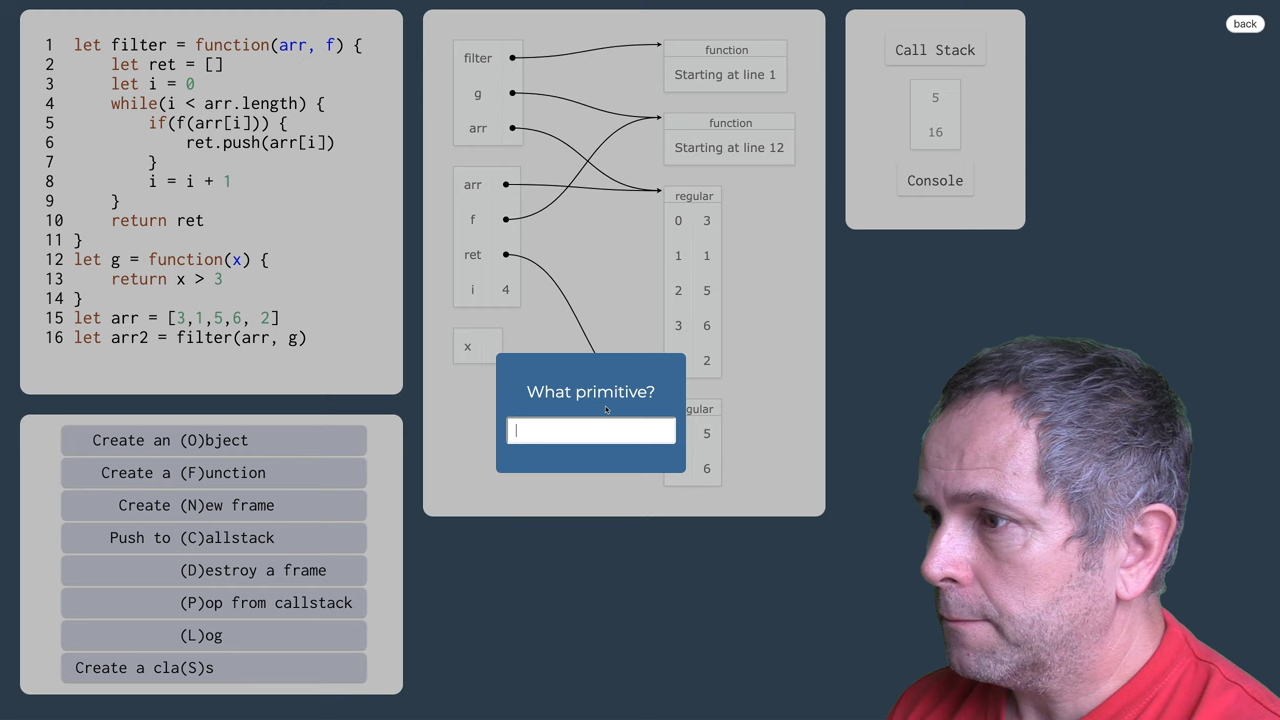 1 let filter = function(arr, f) {
2 let ret = []
3 let i = 0
4 while(i < arr.length) {
5 if(f(arr[i])) {
6 ret.push(arr[i])
7 }
8 i = i + 1
9 }
10 return ret
11 }
12 let g = function(x) {
13 return x > 3
14 }
15 let arr = [3,1,5,6, 2]
16 let arr2 = filter(arr, g)
Create an (O)bject
Create a (F)unction
Create (N)ew frame
Push to (C)allstack
(D)estroy a frame
(P)op from callstack
(L)og
Create a cla(S)s
filter
g
arr
arr
f
ret
i 4
x
function
Starting at line 1
function
Starting at line 12
regular
0 3
1 1
2 5
3 6
2
gular
5
6
What primitive?
Call Stack
5
16
Console
back